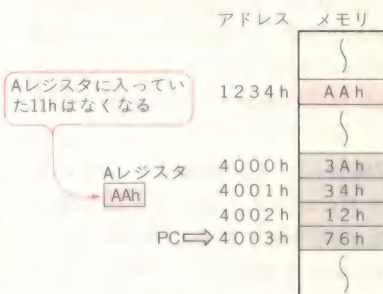 アドレス メモリ
Aレジスタに入ってい
た11hはなくなる
1234h AAh
Aレジスタ
AAh
4000h 3Ah
4001h 34h
4002h 12h
PC⇨4003h 76h